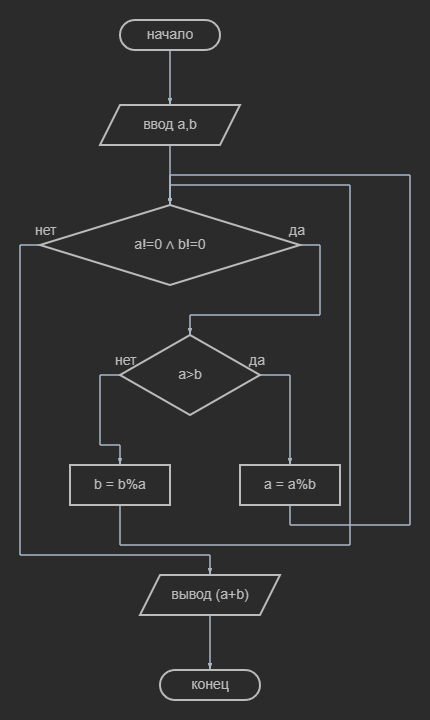 начало
ввод a,b
нет
да
a!=0 ∧ b!=0
нет
да
a>b
b = b%a
a = a%b
вывод (a+b)
конец